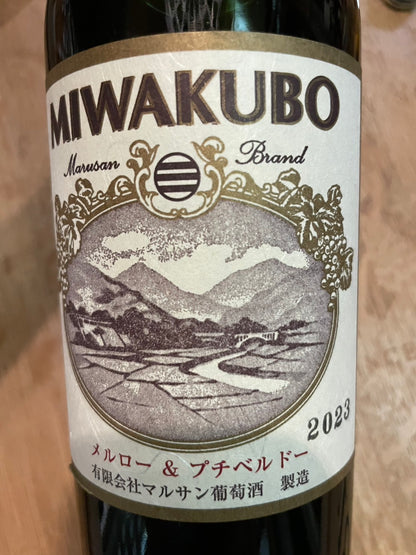 MIWAKUBO
Marusan Brand
2023
メルロー & プチベルドー
有限会社マルサン葡萄酒 製造